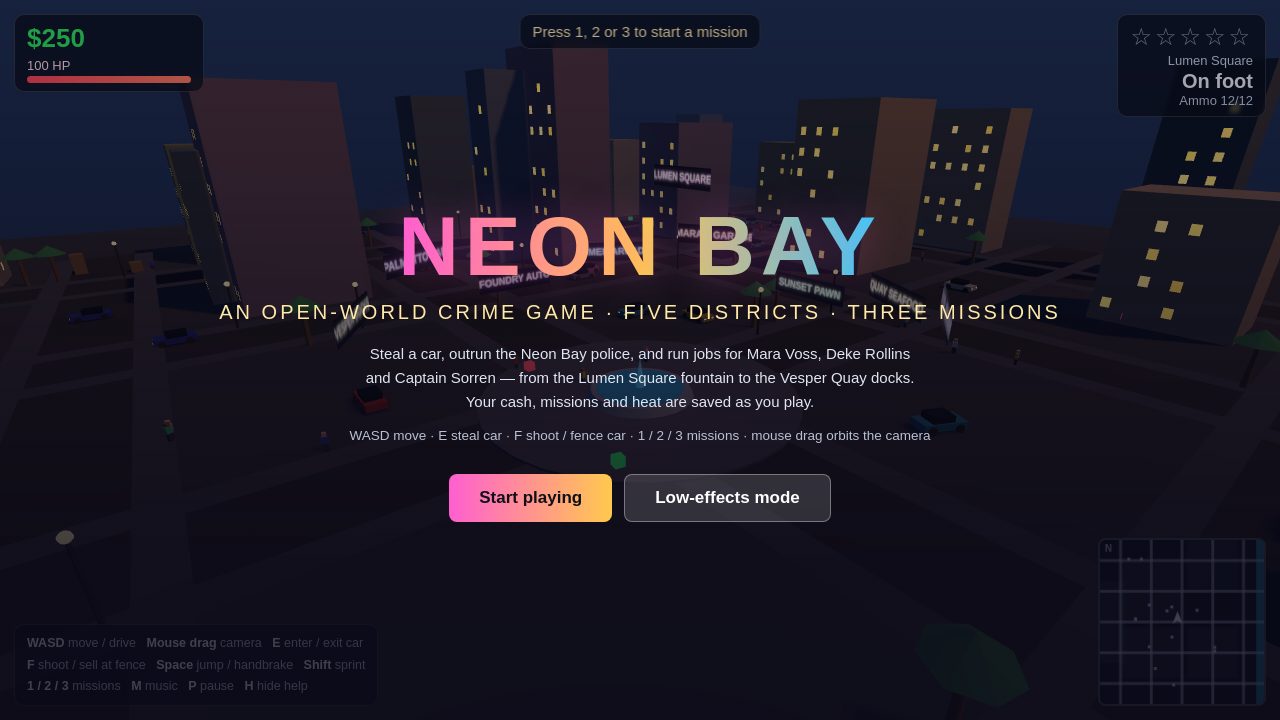 $250
100 HP
Press 1, 2 or 3 to start a mission
☆☆☆☆☆
Lumen Square
On foot
Ammo 12/12
LUMEN SQUARE
FOUNDRY AUTO
SUNSET PAWN
NEON BAY
AN OPEN-WORLD CRIME GAME · FIVE DISTRICTS · THREE MISSIONS
Steal a car, outrun the Neon Bay police, and run jobs for Mara Voss, Deke Rollins
and Captain Sorren — from the Lumen Square fountain to the Vesper Quay docks.
Your cash, missions and heat are saved as you play.
WASD move · E steal car · F shoot / fence car · 1 / 2 / 3 missions · mouse drag orbits the camera
Start playing
Low-effects mode
N
WASD move / drive Mouse drag camera E enter / exit car
F shoot / sell at fence Space jump / handbrake Shift sprint
1 / 2 / 3 missions M music P pause H hide help